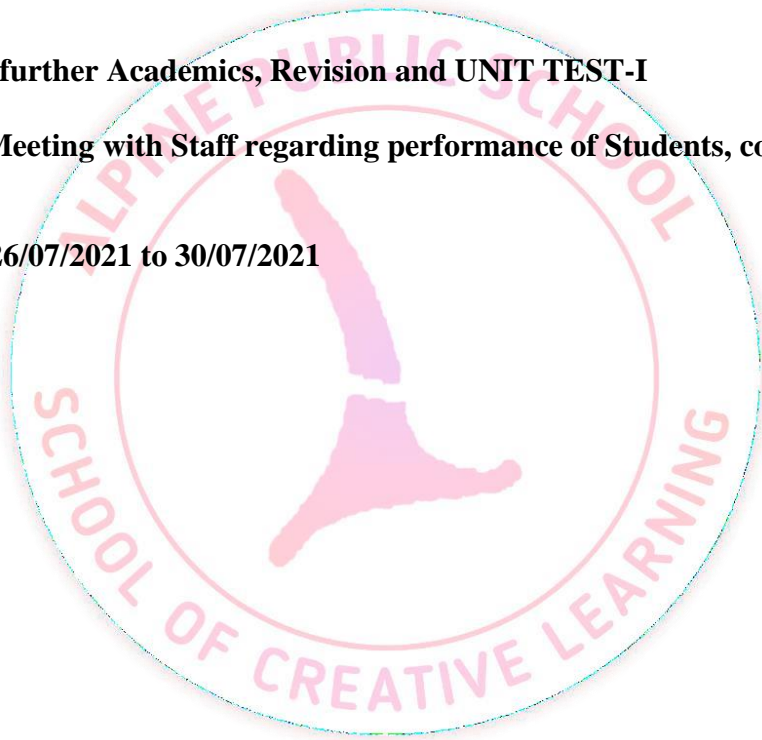 further Academics, Revision and UNIT TEST-I
Meeting with Staff regarding performance of Students, co
26/07/2021 to 30/07/2021
ALPINE PUBLIC SCHOOL
SCHOOL OF CREATIVE LEARNING